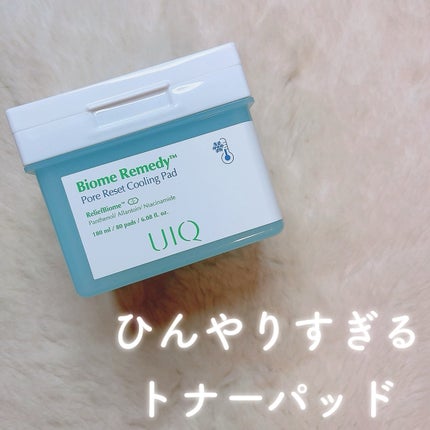 Biome Remedy™
Pore Reset Cooling Pad
ReliefBiome™
Panthenol/ Allantoin/ Niacinamide
180 ml / 80 pads / 6.08 fl. oz.
UIQ
ひんやりすぎる
トナーパッド